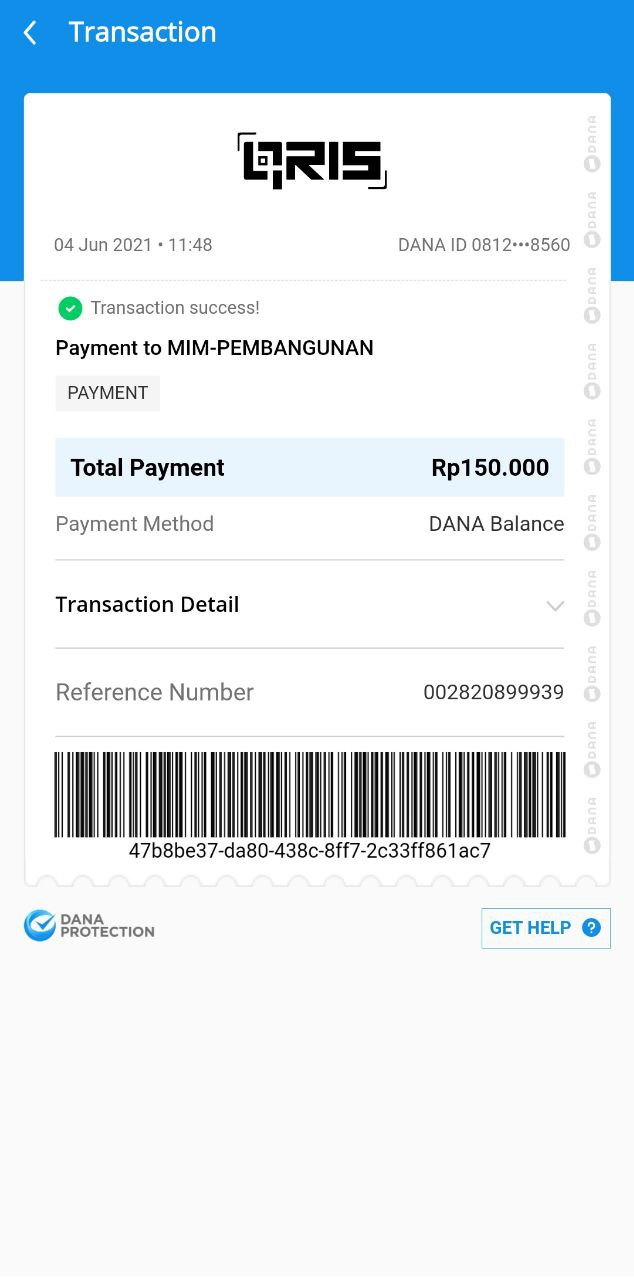 Transaction
QRIS
04 Jun 2021 • 11:48 DANA ID 0812•••8560
Transaction success!
Payment to MIM-PEMBANGUNAN
PAYMENT
Total Payment Rp150.000
Payment Method DANA Balance
Transaction Detail
Reference Number 002820899939
47b8be37-da80-438c-8ff7-2c33ff861ac7
DANA
DANA
DANA
DANA
DANA
DANA
DANA
DANA
DANA
DANA
DANA PROTECTION
GET HELP ?